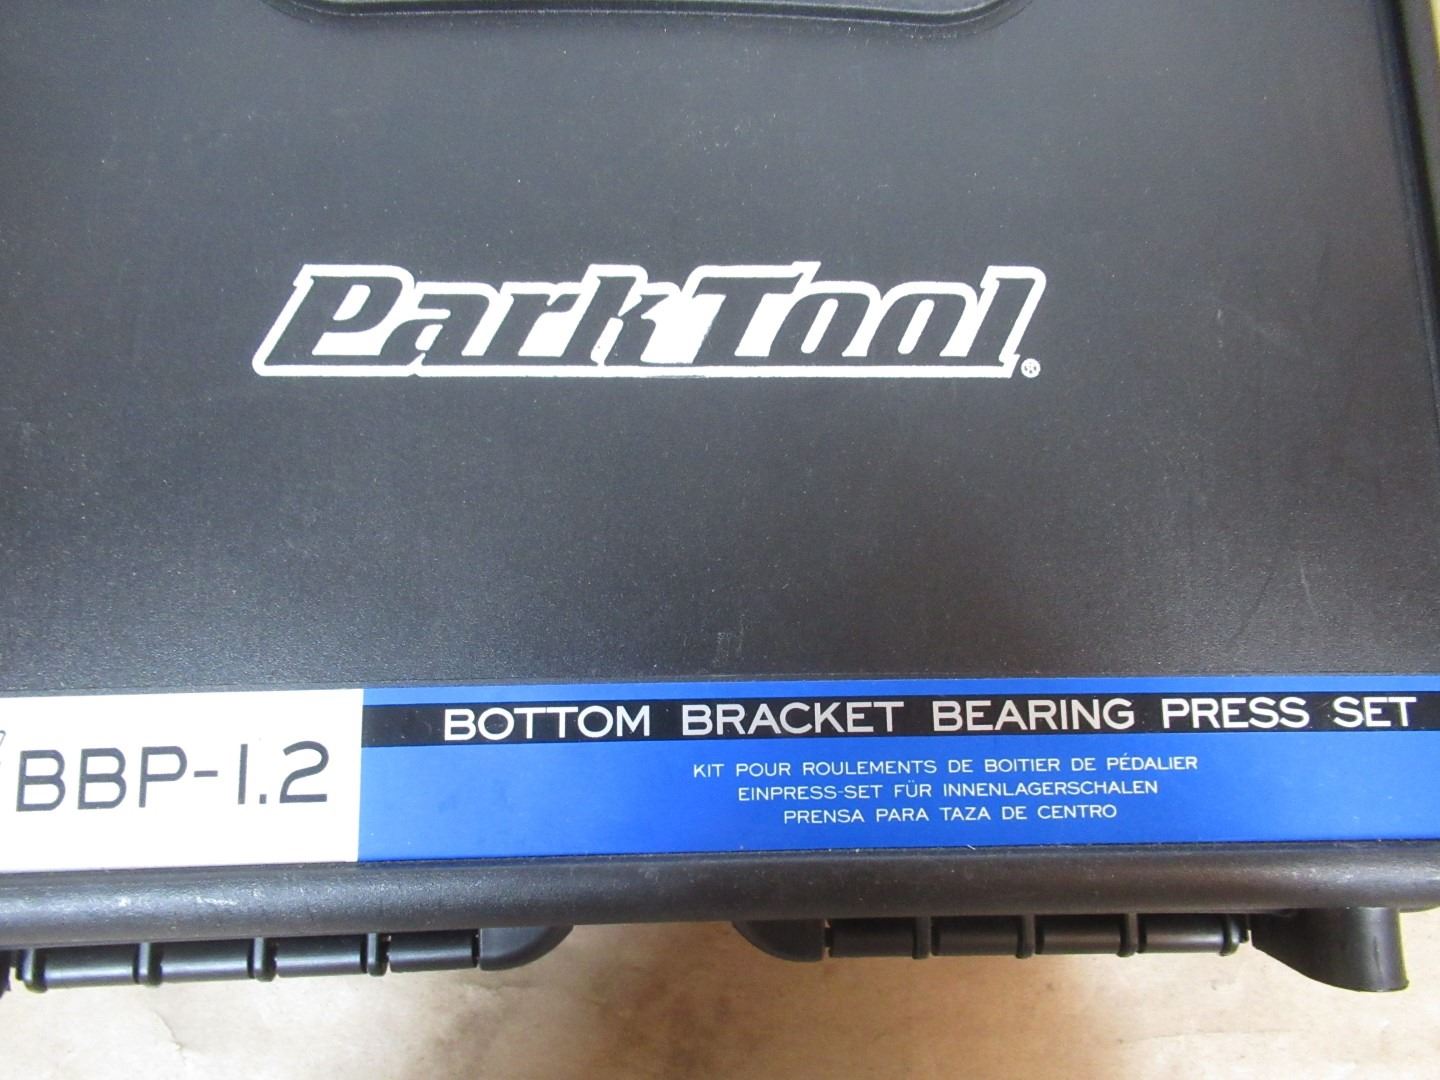 ParkTool®
BBP-1.2
BOTTOM BRACKET BEARING PRESS SET
KIT POUR ROULEMENTS DE BOITIER DE PÉDALIER
EINPRESS-SET FÜR INNENLAGERSCHALEN
PRENSA PARA TAZA DE CENTRO